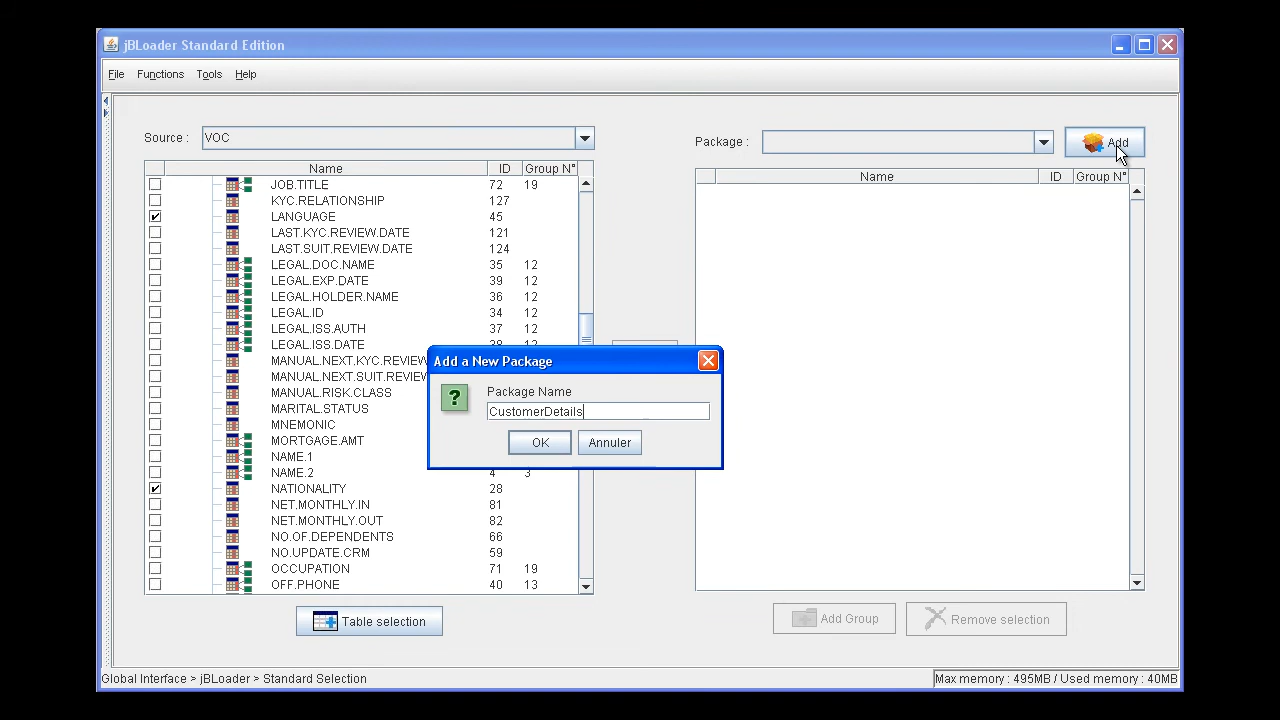 jBLoader Standard Edition
File Functions Tools Help
Source : VOC
Package :
Add
Name ID Group N°
Name ID Group N°
JOB.TITLE 72 19
KYC.RELATIONSHIP 127
LANGUAGE 45
LAST.KYC.REVIEW.DATE 121
LAST.SUIT.REVIEW.DATE 124
LEGAL.DOC.NAME 35 12
LEGAL.EXP.DATE 39 12
LEGAL.HOLDER.NAME 36 12
LEGAL.ID 34 12
LEGAL.ISS.AUTH 37 12
LEGAL.ISS.DATE 12
MANUAL.NEXT.KYC.REVIEW
MANUAL.NEXT.SUIT.REVIEW
MANUAL.RISK.CLASS
MARITAL.STATUS
MNEMONIC
MORTGAGE.AMT
NAME.1
NAME.2 4 3
NATIONALITY 28
NET.MONTHLY.IN 81
NET.MONTHLY.OUT 82
NO.OF.DEPENDENTS 66
NO.UPDATE.CRM 59
OCCUPATION 71 19
OFF.PHONE 40 13
Add a New Package
?
Package Name
CustomerDetails
OK Annuler
Table selection
Add Group
Remove selection
Global Interface > jBLoader > Standard Selection
Max memory : 495MB / Used memory : 40MB